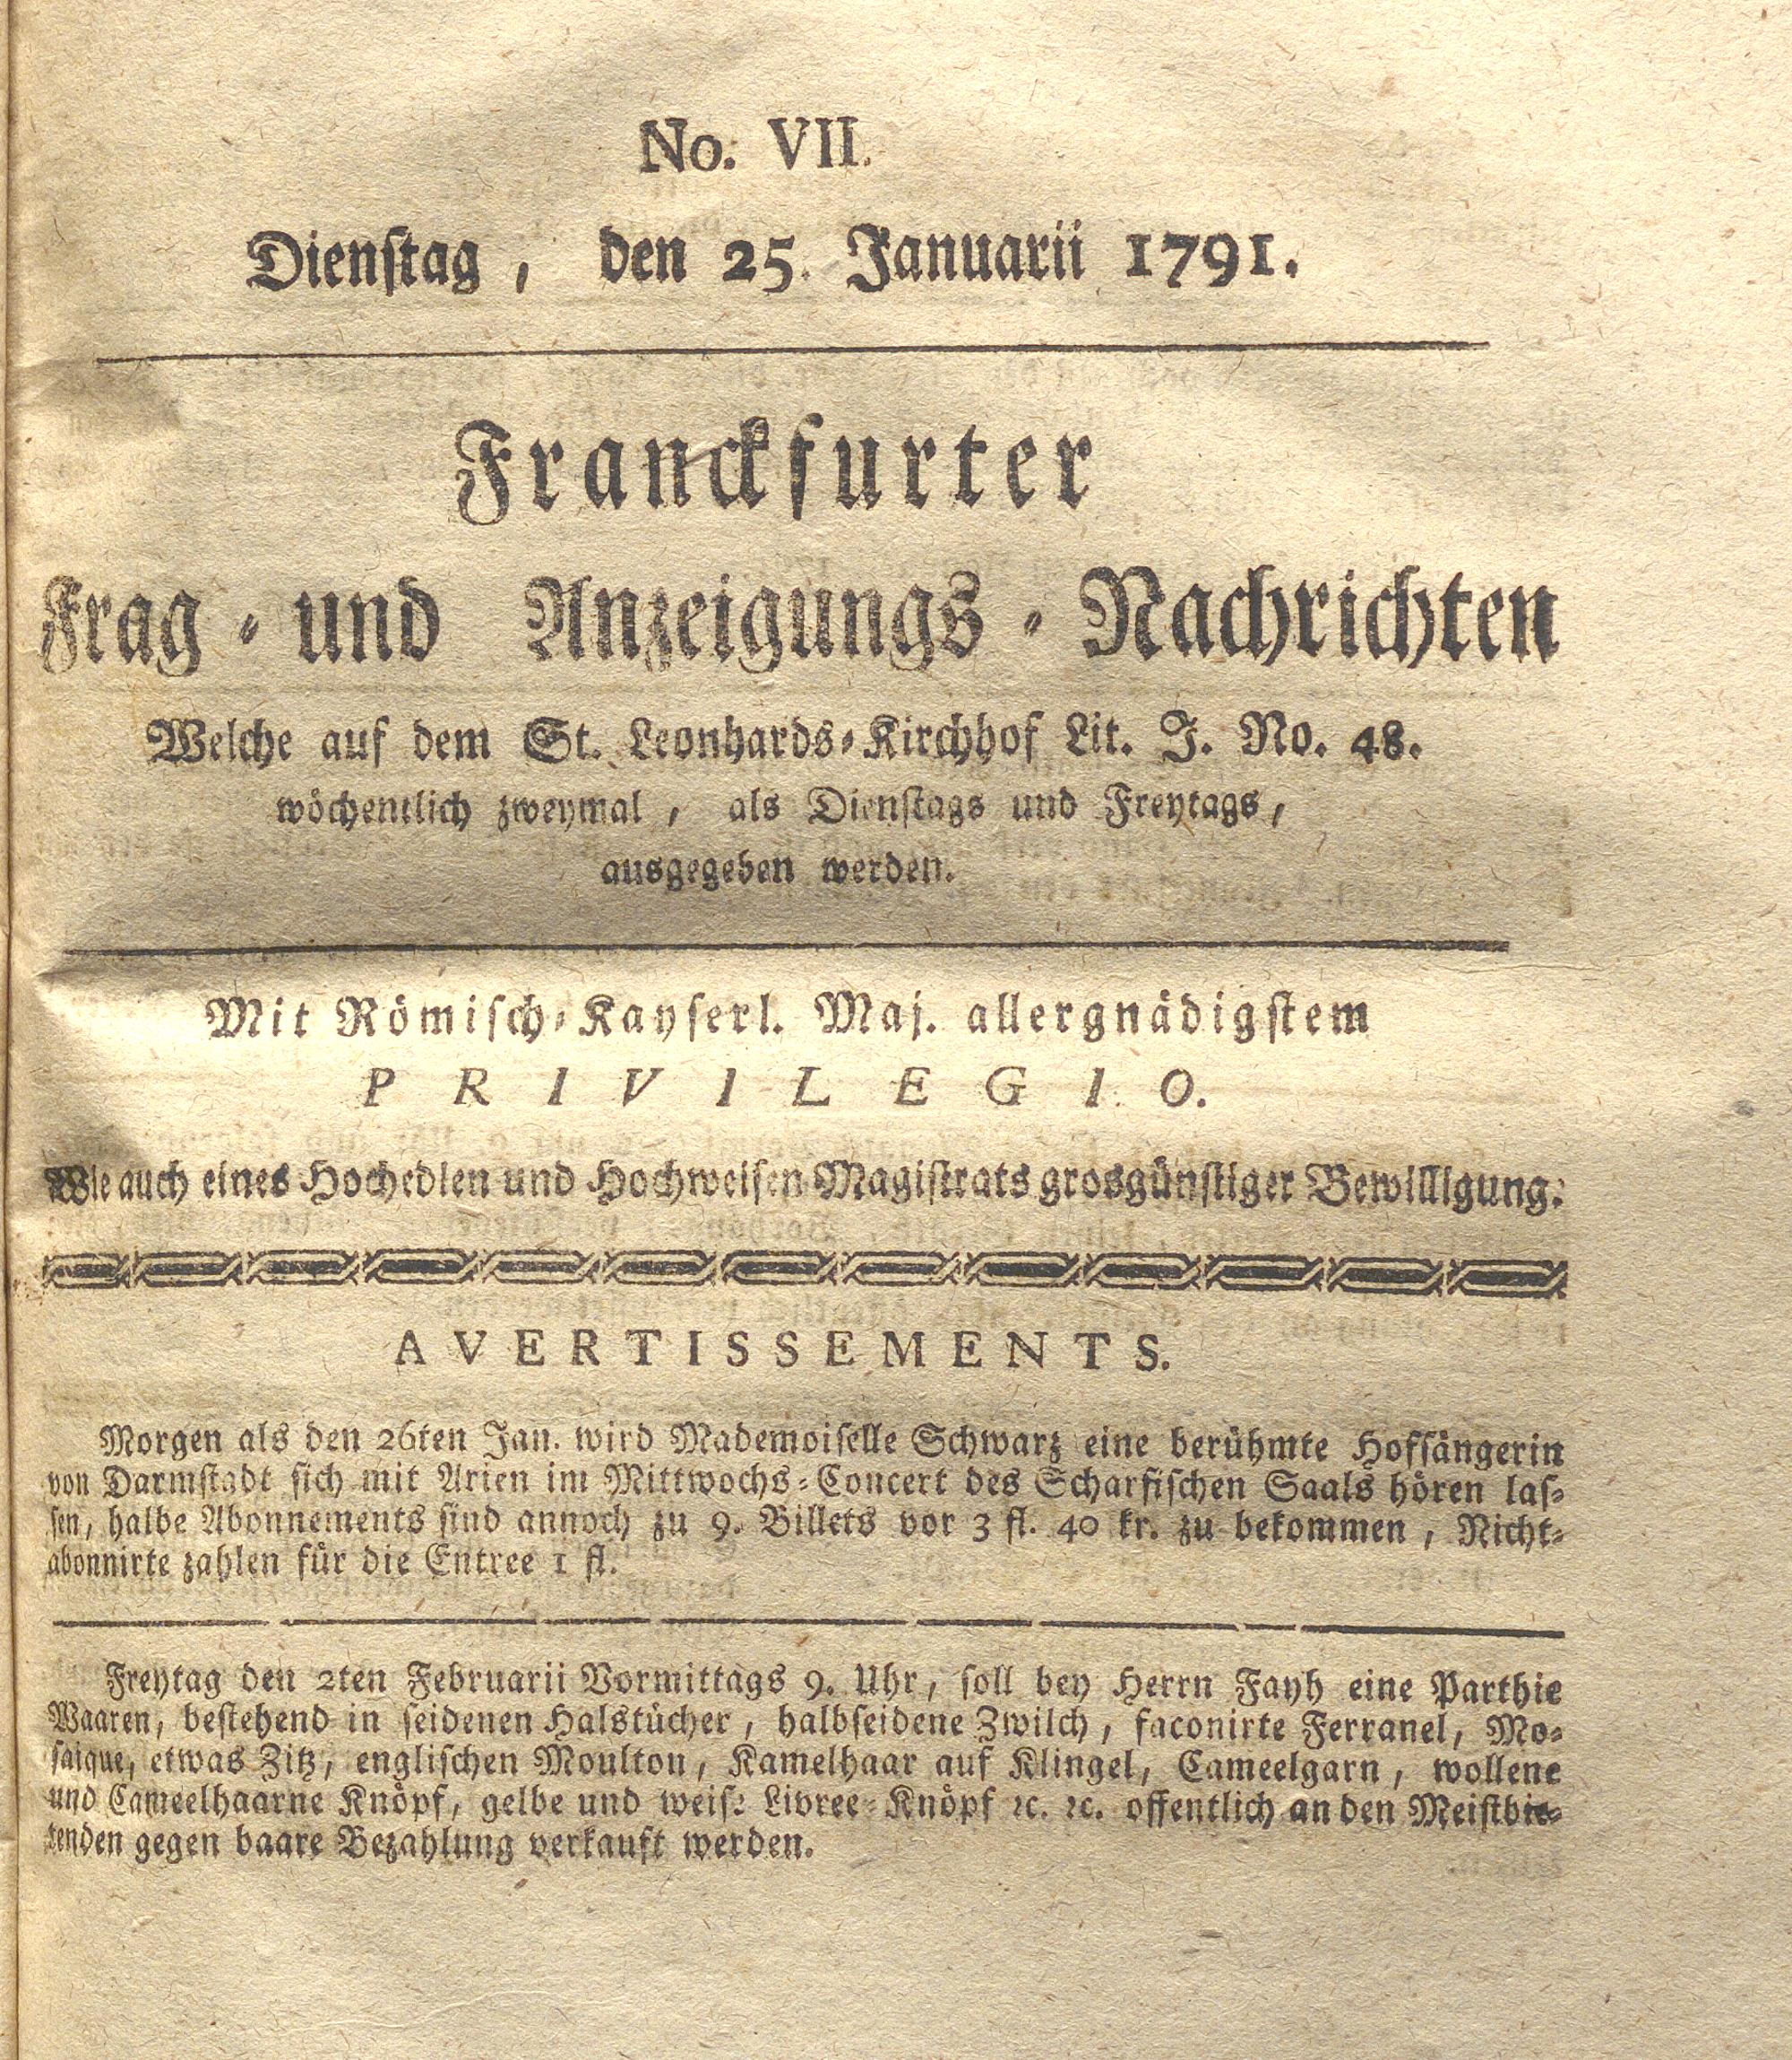 No. VII.
Dienſtag, den 25. Januarii 1791.
Franckfurter
Frag- und Anzeigungs-Nachrichten
Welche auf dem St. Leonhards-Kirchhof Lit. J. No. 48.
wöchentlich zweymal, als Dienſtags und Freytags,
ausgegeben werden.
Mit Römiſch-Kayſerl. Maj. allergnädigſtem
PRIVILEGIO.
Wie auch eines Hochedlen und Hochweiſen Magiſtrats grosgünſtiger Bewilligung.
AVERTISSEMENTS.
Morgen als den 26ten Jan. wird Mademoiſelle Schwarz eine berühmte Hofſängerin
von Darmſtadt ſich mit Arien im Mittwochs-Concert des Scharfiſchen Saals hören laſ-
ſen, halbe Abonnements ſind annoch zu 9. Billets vor 3 fl. 40 kr. zu bekommen, Nicht-
abonnirte zahlen für die Entree 1 fl.
Freytag den 2ten Februarii Vormittags 9. Uhr, ſoll bey Herrn Fayh eine Parthie
Waaren, beſtehend in ſeidenen Halstücher, halbſeidene Zwilch, faconirte Ferranel, Mo-
ſaique, etwas Zitz, engliſchen Moulton, Kamelhaar auf Klingel, Cameelgarn, wollene
und Cameelhaarne Knöpf, gelbe und weiſe Livree-Knöpf ꝛc. ꝛc. offentlich an den Meiſtbie-
tenden gegen baare Bezahlung verkauft werden.